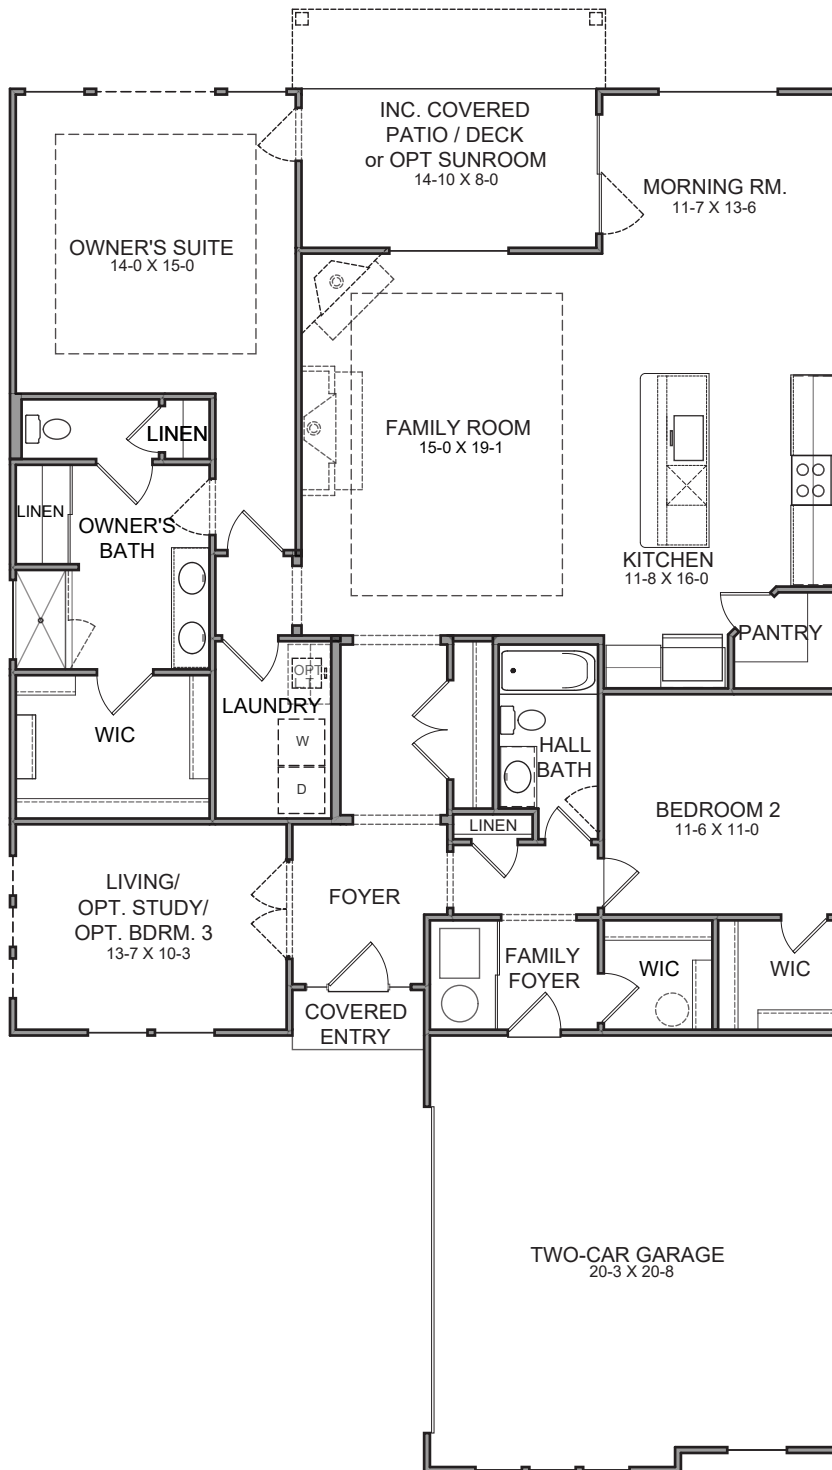 INC. COVERED
PATIO / DECK
or OPT SUNROOM
14-10 X 8-0
MORNING RM.
11-7 X 13-6
OWNER'S SUITE
14-0 X 15-0
FAMILY ROOM
15-0 X 19-1
LINEN
LINEN
OWNER'S
BATH
KITCHEN
11-8 X 16-0
PANTRY
OPT
L.T.
LAUNDRY
WIC
W
D
HALL
BATH
LINEN
BEDROOM 2
11-6 X 11-0
LIVING/
OPT. STUDY/
OPT. BDRM. 3
13-7 X 10-3
FOYER
FAMILY
FOYER
WIC
WIC
COVERED
ENTRY
TWO-CAR GARAGE
20-3 X 20-8